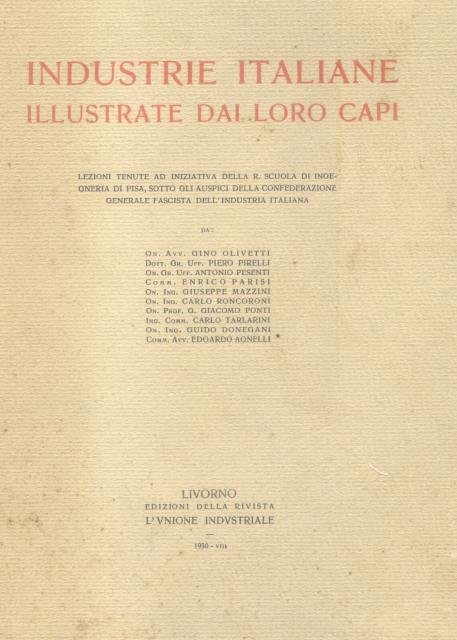 INDUSTRIE ITALIANE
ILLUSTRATE DAI LORO CAPI
LEZIONI TENUTE AD INIZIATIVA DELLA R. SCUOLA DI INGE-
GNERIA DI PISA, SOTTO GLI AUSPICI DELLA CONFEDERAZIONE
GENERALE FASCISTA DELL'INDUSTRIA ITALIANA
DA:
On. Avv. GINO OLIVETTI
Dott. Gr. Uff. PIERO PIRELLI
On. Gr. Uff. ANTONIO PESENTI
Comm. ENRICO PARISI
On. Ing. GIUSEPPE MAZZINI
On. Ing. CARLO RONCORONI
On. Prof. G. GIACOMO PONTI
Ing. Comm. CARLO TARLARINI
On. Ing. GUIDO DONEGANI
Comm. Avv. EDOARDO AGNELLI *
LIVORNO
EDIZIONI DELLA RIVISTA
L'VNIONE INDVSTRIALE
1930 - VIII